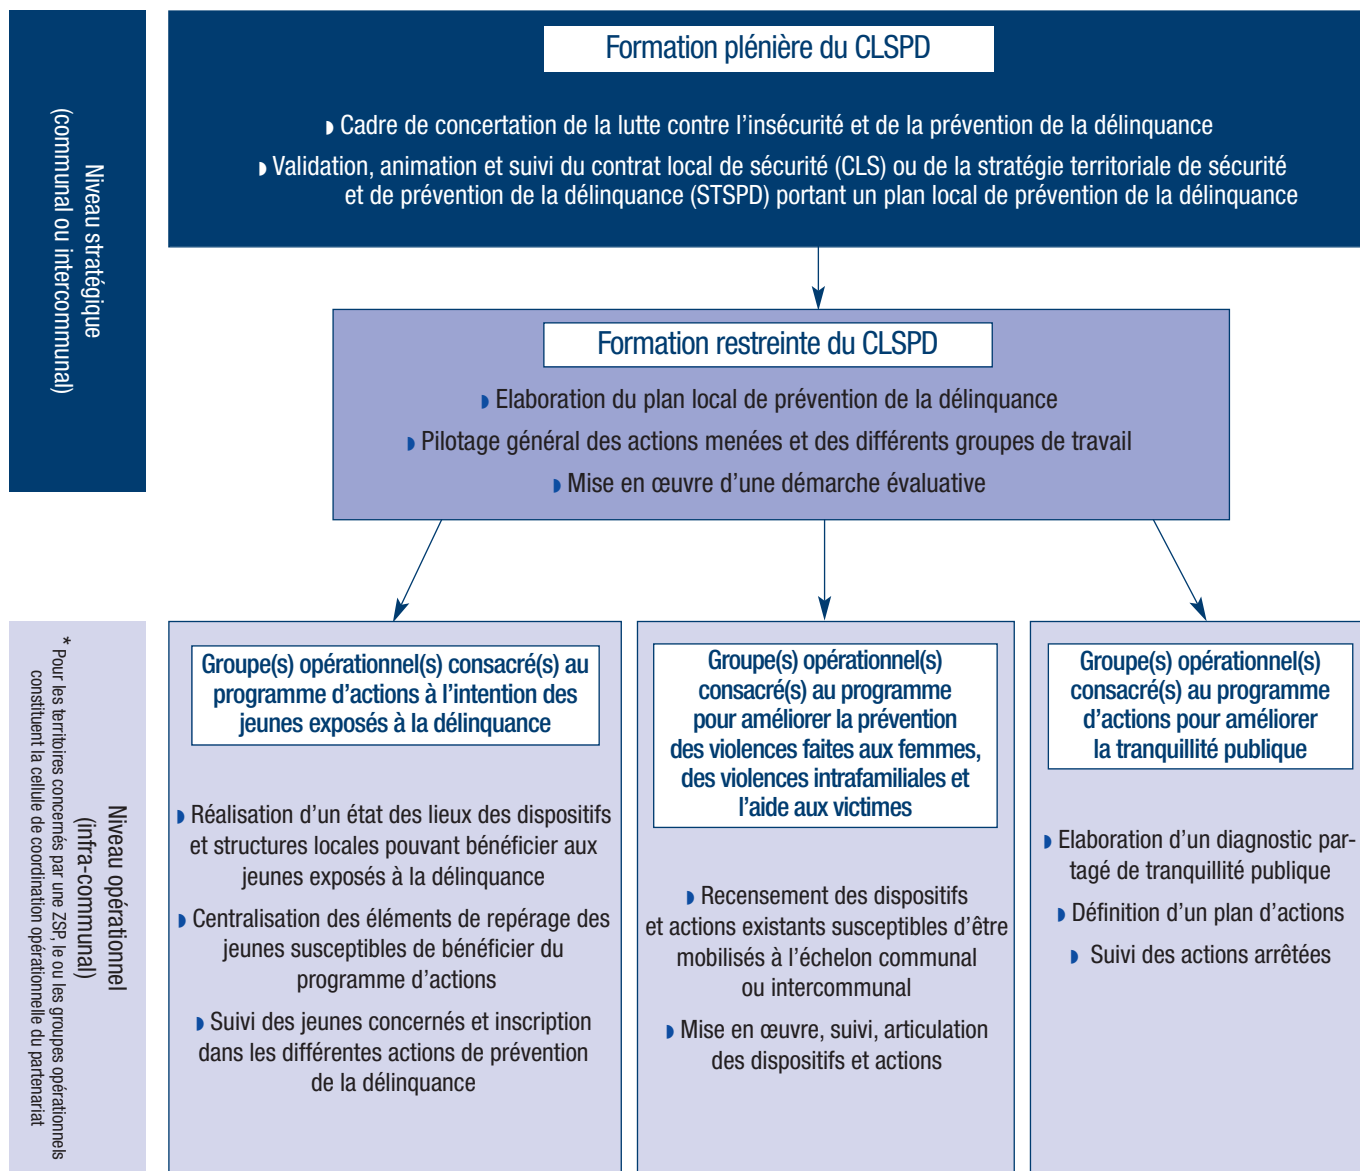 Niveau stratégique
(communal ou intercommunal)
Formation plénière du CLSPD
◗ Cadre de concertation de la lutte contre l’insécurité et de la prévention de la délinquance
◗ Validation, animation et suivi du contrat local de sécurité (CLS) ou de la stratégie territoriale de sécurité
et de prévention de la délinquance (STSPD) portant un plan local de prévention de la délinquance
Formation restreinte du CLSPD
◗ Elaboration du plan local de prévention de la délinquance
◗ Pilotage général des actions menées et des différents groupes de travail
◗ Mise en œuvre d’une démarche évaluative
Niveau opérationnel
(infra-communal)
* Pour les territoires concernés par une ZSP, le ou les groupes opérationnels
constituent la cellule de coordination opérationnelle du partenariat
Groupe(s) opérationnel(s) consacré(s) au
programme d’actions à l’intention des
jeunes exposés à la délinquance
◗ Réalisation d’un état des lieux des dispositifs
et structures locales pouvant bénéficier aux
jeunes exposés à la délinquance
◗ Centralisation des éléments de repérage des
jeunes susceptibles de bénéficier du
programme d’actions
◗ Suivi des jeunes concernés et inscription
dans les différentes actions de prévention
de la délinquance
Groupe(s) opérationnel(s)
consacré(s) au programme
pour améliorer la prévention
des violences faites aux femmes,
des violences intrafamiliales et
l’aide aux victimes
◗ Recensement des dispositifs
et actions existants susceptibles d’être
mobilisés à l’échelon communal
ou intercommunal
◗ Mise en œuvre, suivi, articulation
des dispositifs et actions
Groupe(s) opérationnel(s)
consacré(s) au programme
d’actions pour améliorer
la tranquillité publique
◗ Elaboration d’un diagnostic par-
tagé de tranquillité publique
◗ Définition d’un plan d’actions
◗ Suivi des actions arrêtées